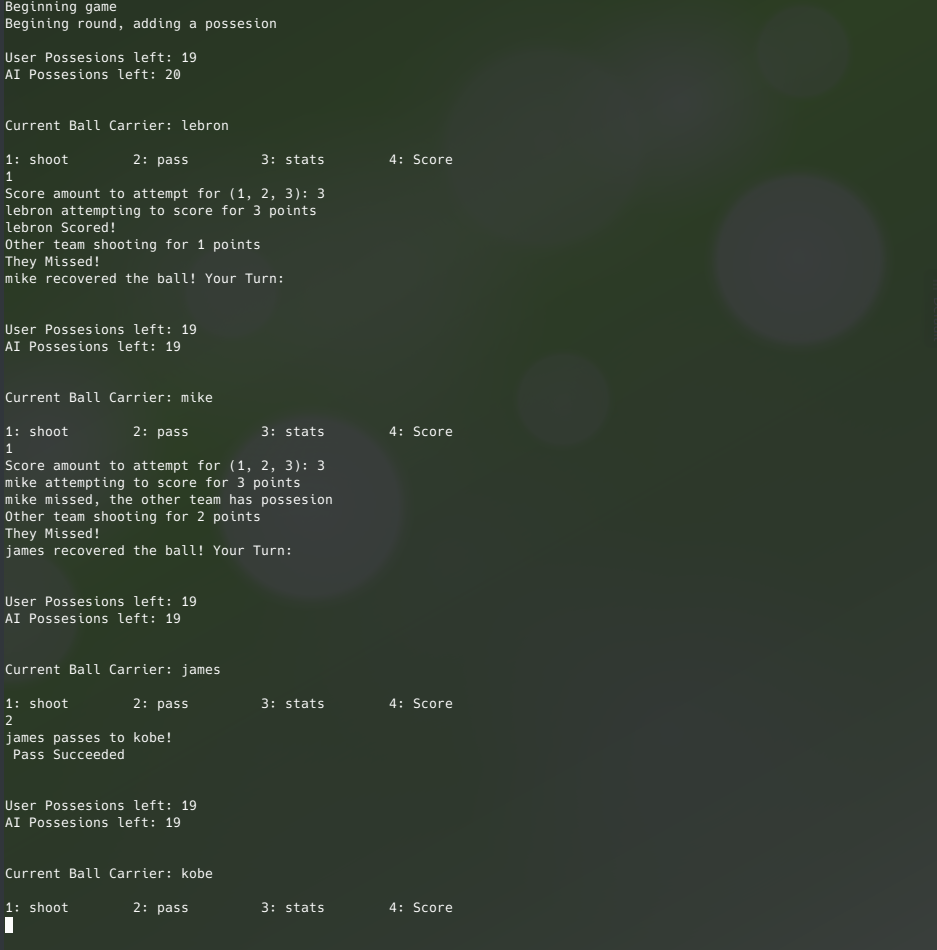 Beginning game
Begining round, adding a possesion
User Possesions left: 19
AI Possesions left: 20
Current Ball Carrier: lebron
1: shoot        2: pass         3: stats        4: Score
1
Score amount to attempt for (1, 2, 3): 3
lebron attempting to score for 3 points
lebron Scored!
Other team shooting for 1 points
They Missed!
mike recovered the ball! Your Turn:
User Possesions left: 19
AI Possesions left: 19
Current Ball Carrier: mike
1: shoot        2: pass         3: stats        4: Score
1
Score amount to attempt for (1, 2, 3): 3
mike attempting to score for 3 points
mike missed, the other team has possesion
Other team shooting for 2 points
They Missed!
james recovered the ball! Your Turn:
User Possesions left: 19
AI Possesions left: 19
Current Ball Carrier: james
1: shoot        2: pass         3: stats        4: Score
2
james passes to kobe!
 Pass Succeeded
User Possesions left: 19
AI Possesions left: 19
Current Ball Carrier: kobe
1: shoot        2: pass         3: stats        4: Score